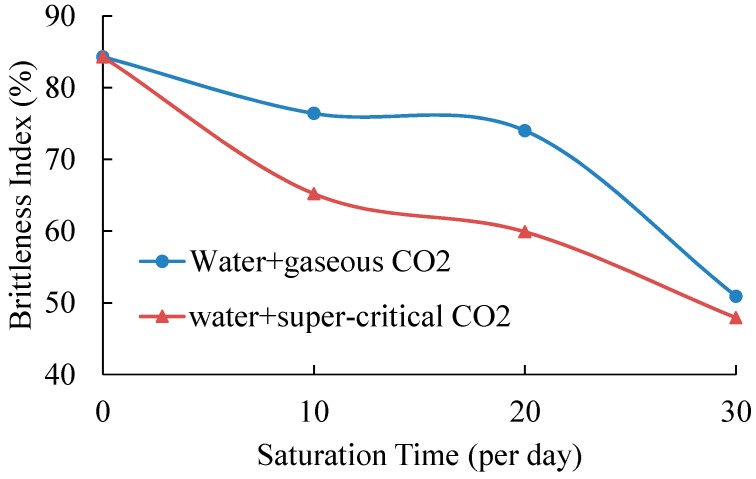 90
80
70
60
50
40
Brittleness Index (%)
Water+gaseous CO2
water+super-critical CO2
0 10 20 30
Saturation Time (per day)